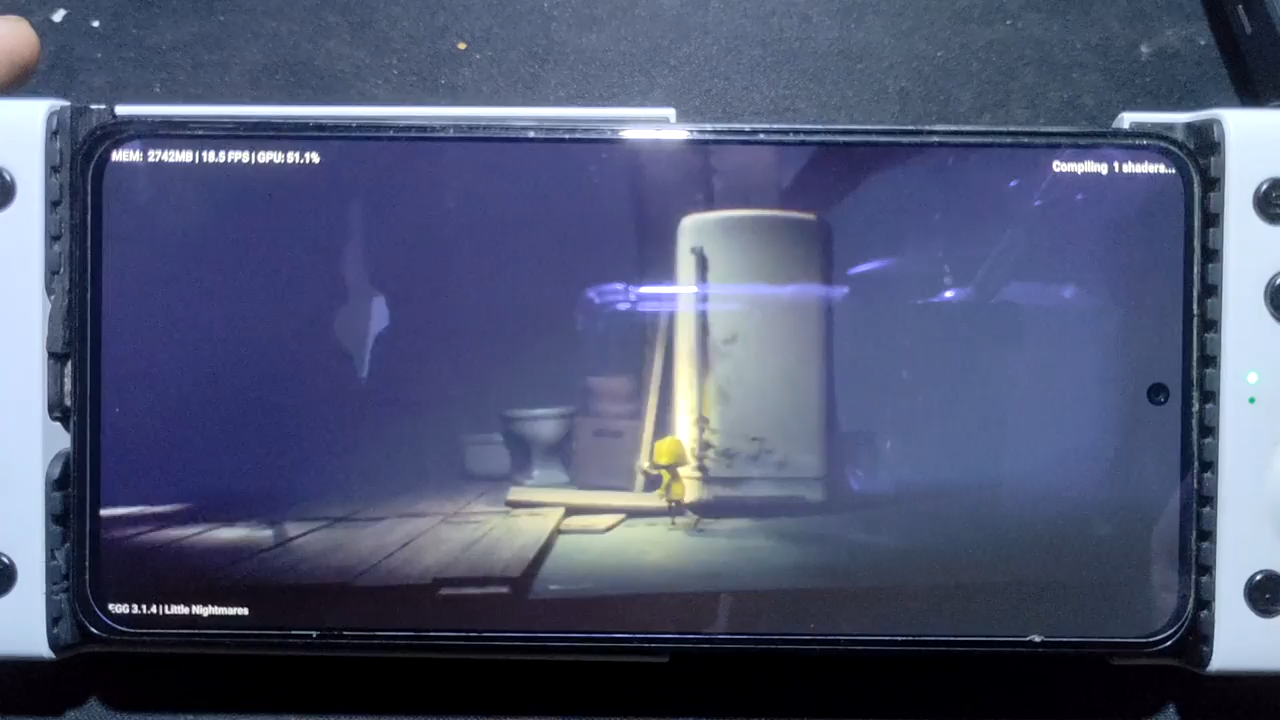 MEM: 2742MB | 18.5 FPS | GPU: 51.1%
Compiling 1 shaders...
EGG 3.1.4 | Little Nightmares